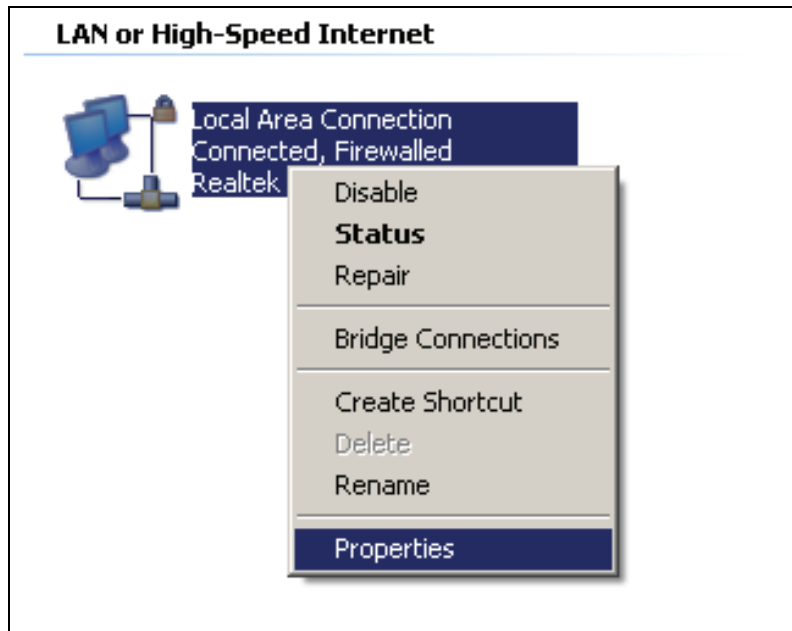 LAN or High-Speed Internet
Local Area Connection
Connected, Firewalled
Realtek
Disable
Status
Repair
Bridge Connections
Create Shortcut
Delete
Rename
Properties